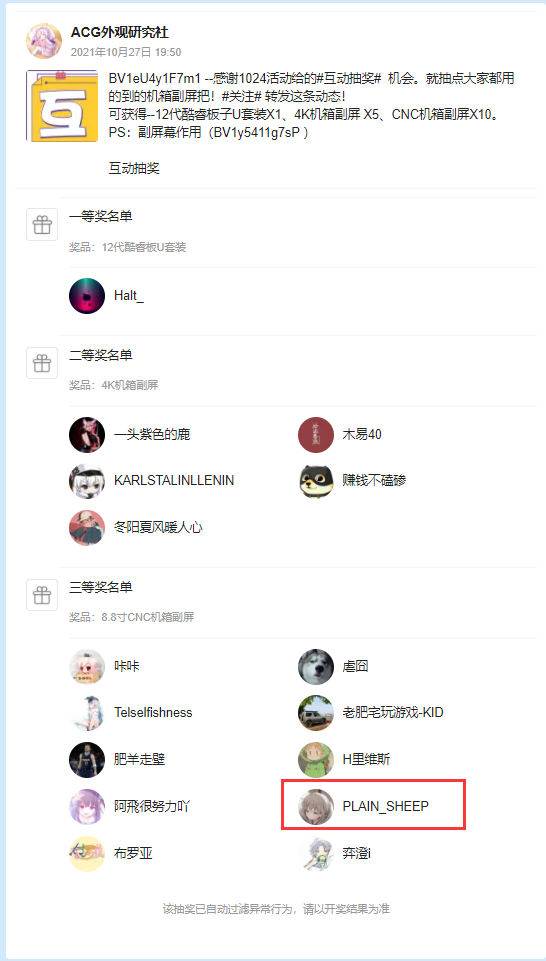 ACG外观研究社
2021年10月27日 19:50
互
BV1eU4y1F7m1 --感谢1024活动给的#互动抽奖# 机会。就抽点大家都用
的到的机箱副屏把！#关注# 转发这条动态！
可获得--12代酷睿板子U套装X1、4K机箱副屏 X5、CNC机箱副屏X10。
PS：副屏幕作用（BV1y5411g7sP ）
互动抽奖
一等奖名单
奖品：12代酷睿板U套装
Halt_
二等奖名单
奖品：4K机箱副屏
一头紫色的鹿
木易40
KARLSTALINLLENIN
赚钱不磕碜
冬阳夏风暖人心
三等奖名单
奖品：8.8寸CNC机箱副屏
咔咔
虐囧
Telselfishness
老肥宅玩游戏-KID
肥羊走壁
H里维斯
阿飛很努力吖
PLAIN_SHEEP
布罗亚
弈澄i
该抽奖已自动过滤异常行为，请以开奖结果为准